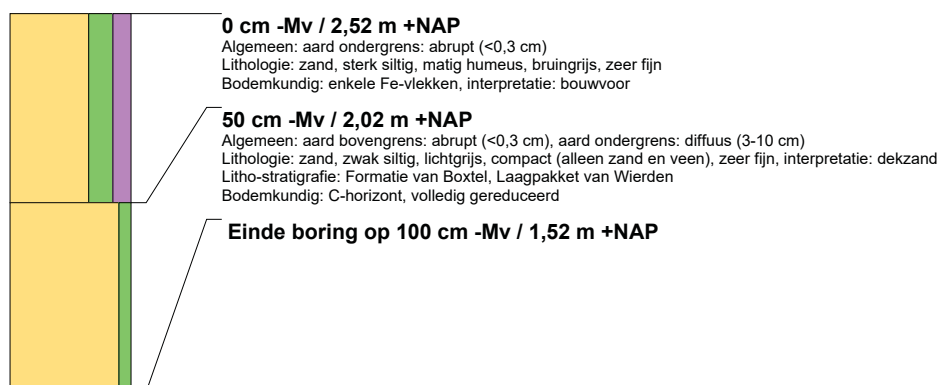 0 cm -Mv / 2,52 m +NAP
Algemeen: aard ondergrens: abrupt (<0,3 cm)
Lithologie: zand, sterk siltig, matig humeus, bruingrijs, zeer fijn
Bodemkundig: enkele Fe-vlekken, interpretatie: bouwvoor
50 cm -Mv / 2,02 m +NAP
Algemeen: aard bovengrens: abrupt (<0,3 cm), aard ondergrens: diffuus (3-10 cm)
Lithologie: zand, zwak siltig, lichtgrijs, compact (alleen zand en veen), zeer fijn, interpretatie: dekzand
Litho-stratigrafie: Formatie van Boxtel, Laagpakket van Wierden
Bodemkundig: C-horizont, volledig gereduceerd
Einde boring op 100 cm -Mv / 1,52 m +NAP